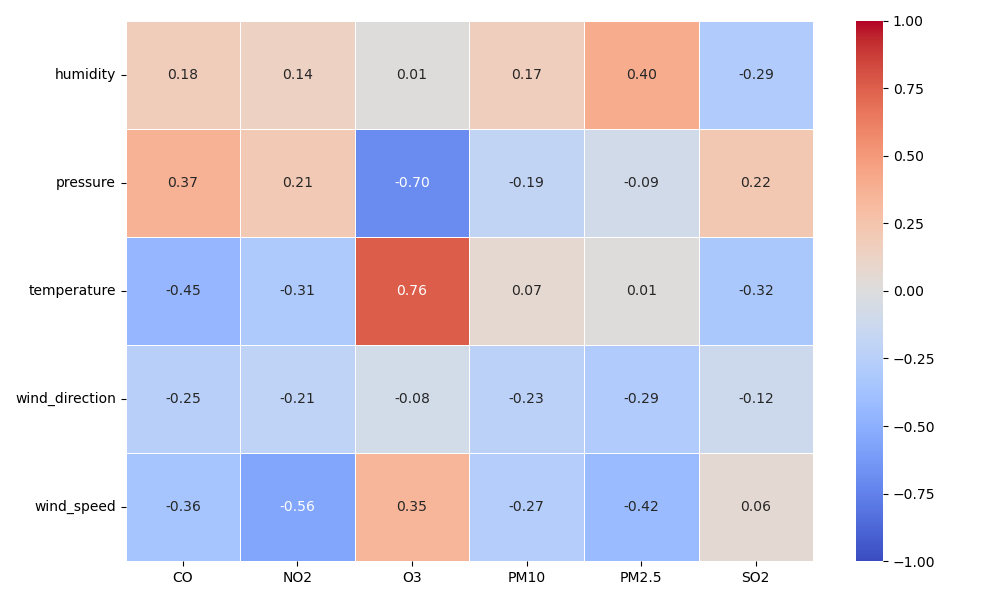 humidity 0.18 0.14 0.01 0.17 0.40 -0.29
pressure 0.37 0.21 -0.70 -0.19 -0.09 0.22
temperature -0.45 -0.31 0.76 0.07 0.01 -0.32
wind_direction -0.25 -0.21 -0.08 -0.23 -0.29 -0.12
wind_speed -0.36 -0.56 0.35 -0.27 -0.42 0.06
CO NO2 O3 PM10 PM2.5 SO2
1.00
0.75
0.50
0.25
0.00
−0.25
−0.50
−0.75
−1.00